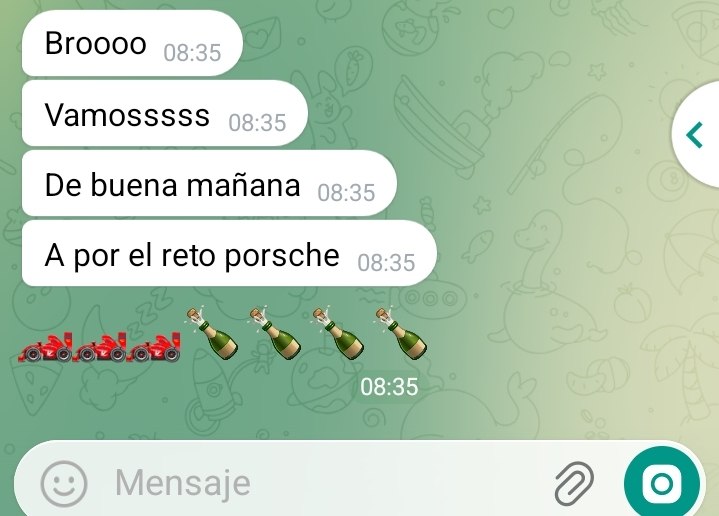 Broooo 08:35
Vamosssss 08:35
De buena mañana 08:35
A por el reto porsche 08:35
🏎️🏎️🏎️🍾🍾🍾🍾
08:35
Mensaje